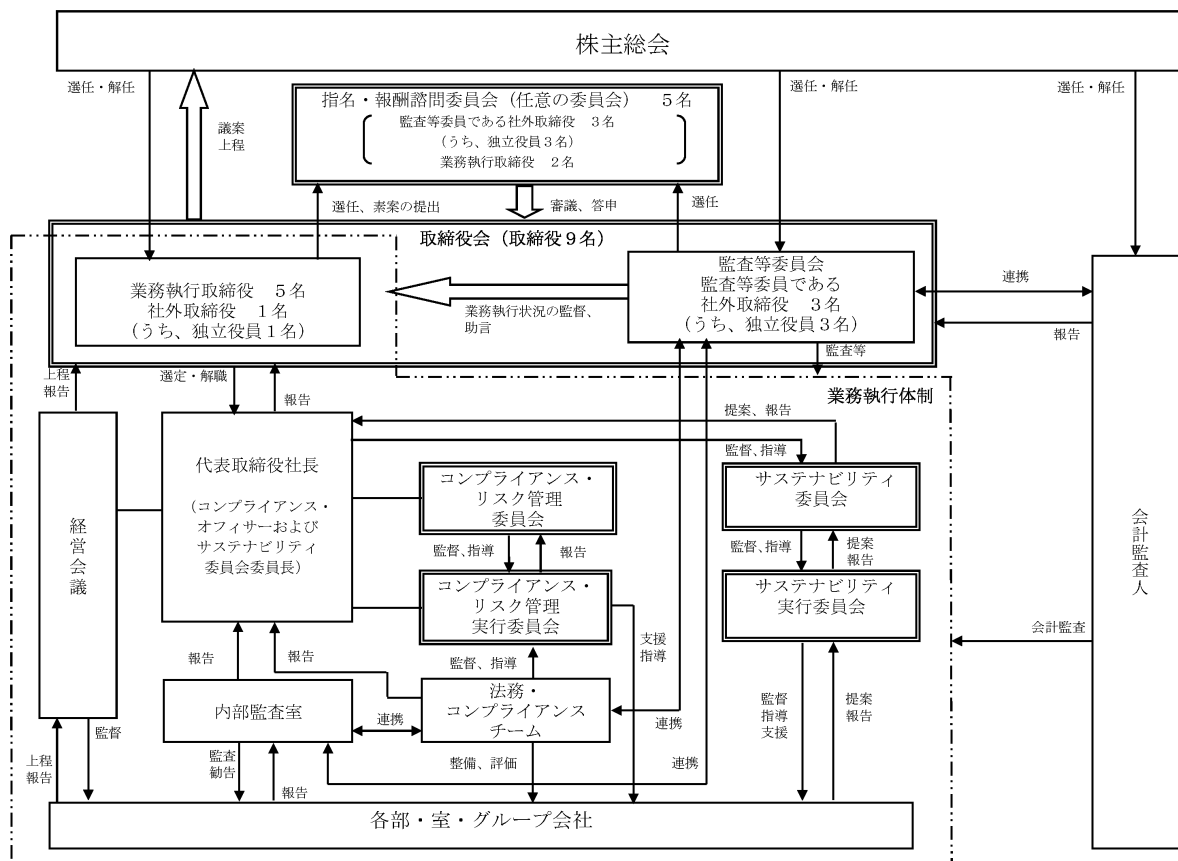 株主総会
選任・解任
議案
上程
指名・報酬諮問委員会（任意の委員会）　５名
監査等委員である社外取締役　３名
（うち、独立役員３名）
業務執行取締役　２名
選任・解任
選任・解任
選任、素案の提出
審議、答申
選任
取締役会（取締役９名）
業務執行取締役　５名
社外取締役　１名
（うち、独立役員１名）
業務執行状況の監督、
助言
監査等委員会
監査等委員である
社外取締役　３名
（うち、独立役員３名）
連携
報告
監査等
上程
報告
選定・解職
報告
業務執行体制
提案、報告
監督、指導
経営会議
代表取締役社長
（コンプライアンス・
オフィサーおよび
サステナビリティ
委員会委員長）
コンプライアンス・
リスク管理
委員会
監督、指導
報告
コンプライアンス・
リスク管理
実行委員会
サステナビリティ
委員会
監督、指導
提案
報告
サステナビリティ
実行委員会
会計監査人
会計監査
報告
報告
監督、指導
支援
指導
内部監査室
連携
法務・
コンプライアンス
チーム
連携
監督
指導
支援
提案
報告
監督
上程
報告
監査
勧告
報告
整備、評価
連携
各部・室・グループ会社